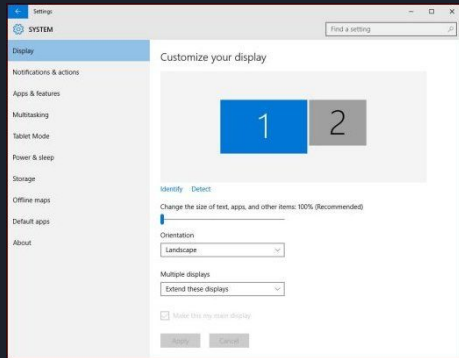 Settings
SYSTEM
Find a setting
Display
Notifications & actions
Apps & features
Multitasking
Tablet Mode
Power & sleep
Storage
Offline maps
Default apps
About
Customize your display
1
2
Identify Detect
Change the size of text, apps, and other items: 100% (Recommended)
Orientation
Landscape
Multiple displays
Extend these displays
Make this my main display
Apply Cancel